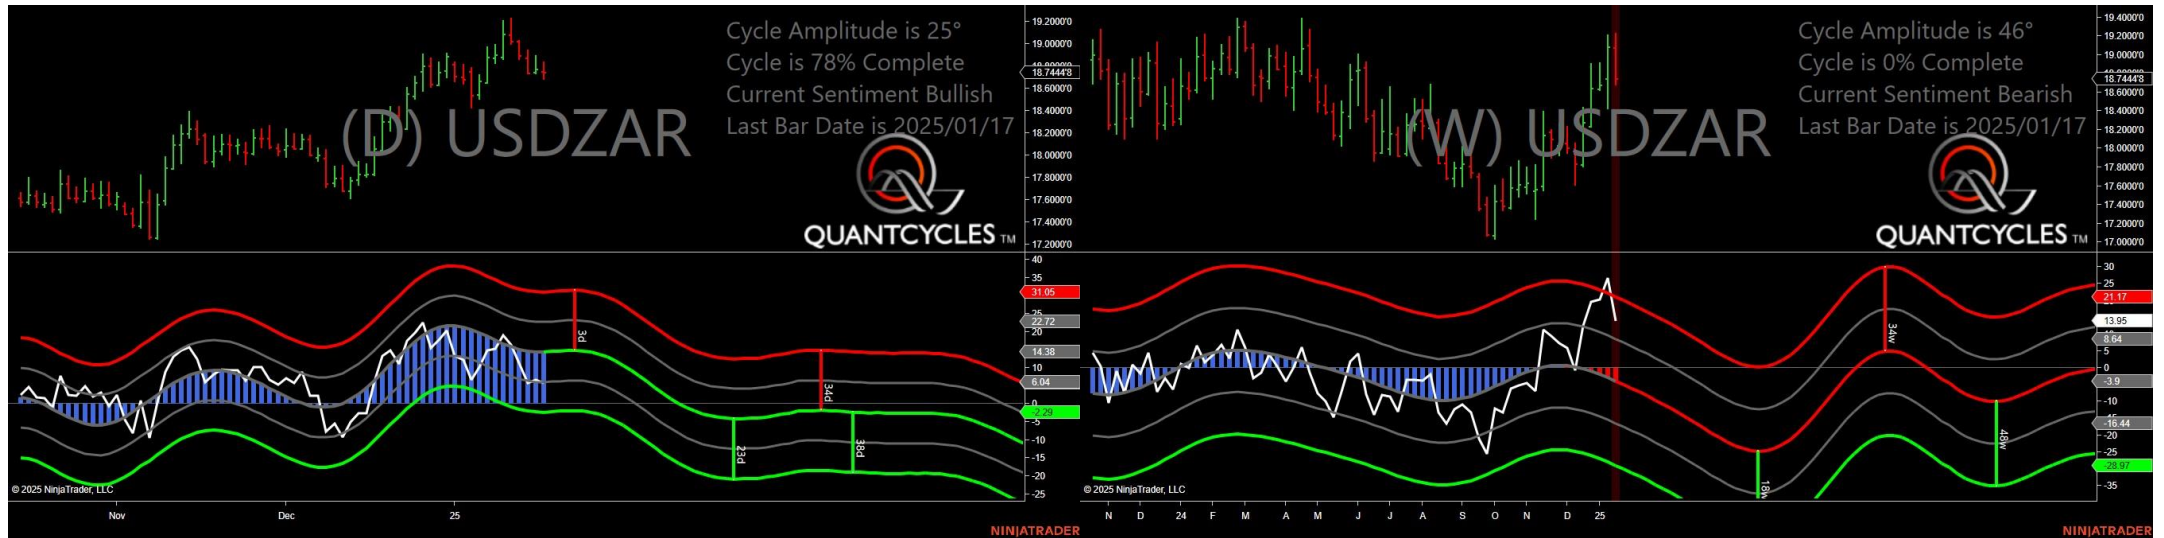 Cycle Amplitude is 25°
Cycle is 78% Complete
Current Sentiment Bullish
Last Bar Date is 2025/01/17
(D) USDZAR
QUANTCYCLES TM
19.2000'0
19.0000'0
18.7444'8
18.6000'0
18.4000'0
18.2000'0
18.0000'0
17.8000'0
17.6000'0
17.4000'0
17.2000'0
40
35
31.05
25
22.72
20
14.38
10
6.04
0
-2.29
-5
-10
-15
-20
-25
3d
23d
34d
38d
© 2025 NinjaTrader, LLC
Nov
Dec
25
NINJATRADER
Cycle Amplitude is 46°
Cycle is 0% Complete
Current Sentiment Bearish
Last Bar Date is 2025/01/17
(W) USDZAR
QUANTCYCLES TM
19.4000'0
19.2000'0
19.0000'0
18.7444'8
18.6000'0
18.4000'0
18.2000'0
18.0000'0
17.8000'0
17.6000'0
17.4000'0
17.2000'0
17.0000'0
30
25
21.17
13.95
8.64
5
0
-3.9
-10
-16.44
-20
-25
-28.97
-35
18w
34w
48w
© 2025 NinjaTrader, LLC
N D 24 F M A M J J A S O N D 25
NINJATRADER